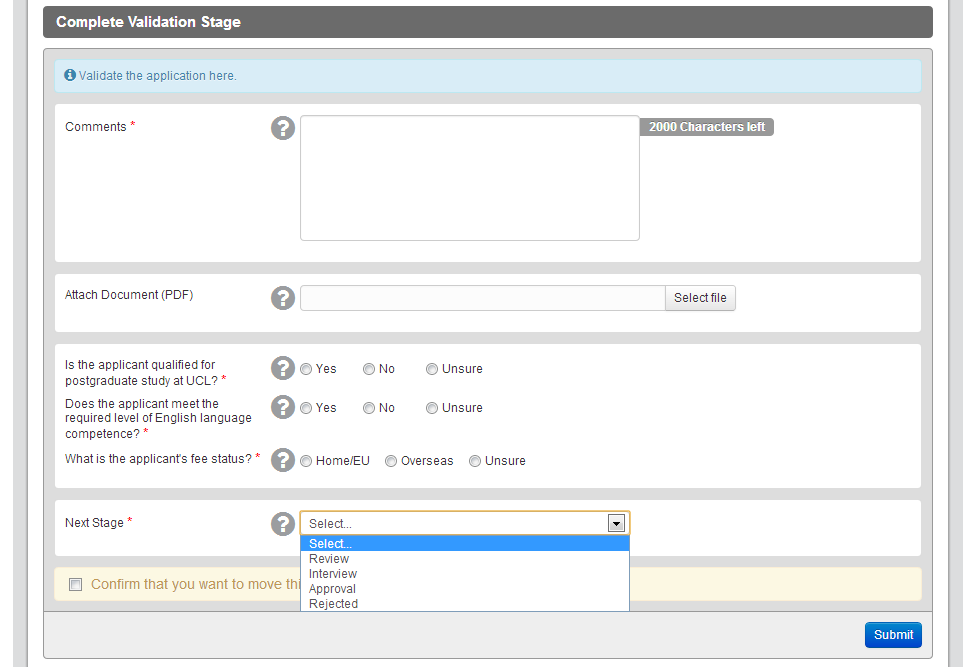 Complete Validation Stage
Validate the application here.
Comments *
2000 Characters left
Attach Document (PDF)
Select file
Is the applicant qualified for
postgraduate study at UCL? *
Yes No Unsure
Does the applicant meet the
required level of English language
competence? *
Yes No Unsure
What is the applicant's fee status? *
Home/EU Overseas Unsure
Next Stage *
Select...
Select...
Review
Interview
Approval
Rejected
Confirm that you want to move
Submit